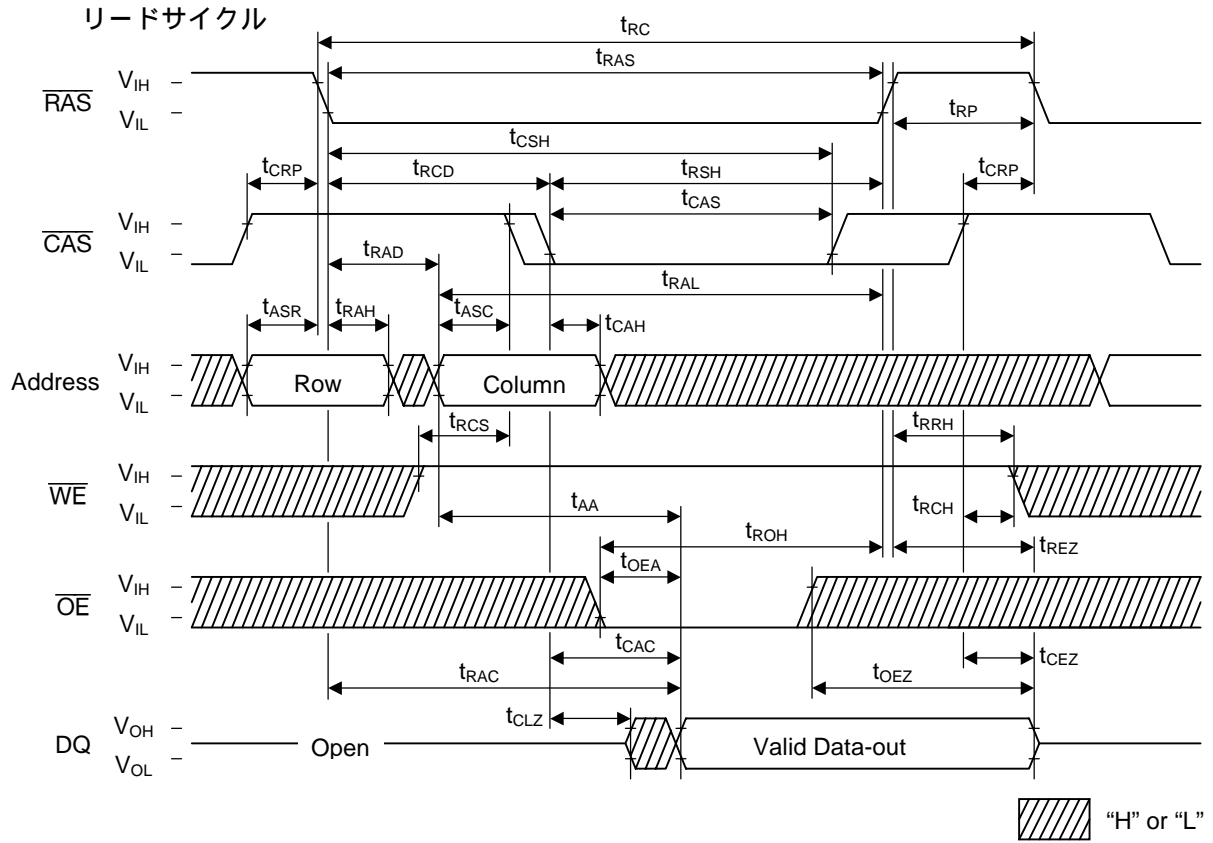 リードサイクル
tRC
tRAS
RAS
VIH
VIL
tRP
tCSH
tCRP
tRCD
tRSH
tCRP
tCAS
CAS
VIH
VIL
tRAD
tRAL
tASR
tRAH
tASC
tCAH
Address
VIH
VIL
Row
Column
tRCS
tRRH
WE
VIH
VIL
tAA
tRCH
tROH
tREZ
tOEA
OE
VIH
VIL
tCAC
tCEZ
tRAC
tOEZ
tCLZ
DQ
VOH
VOL
Open
Valid Data-out
“H” or “L”